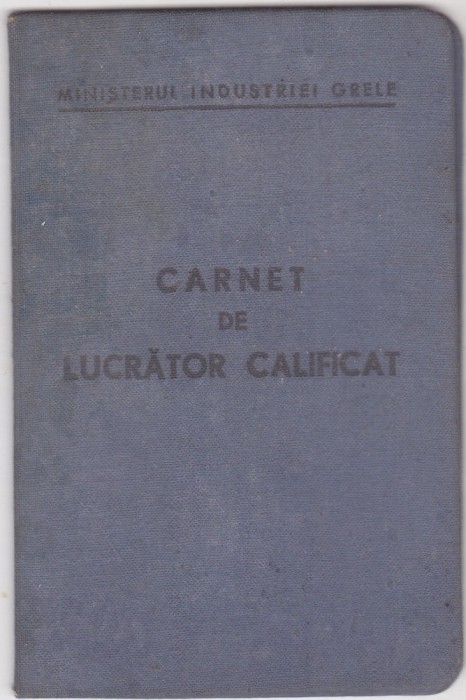 MINISTERUL INDUSTRIEI GRELE
CARNET
DE
LUCRĂTOR CALIFICAT